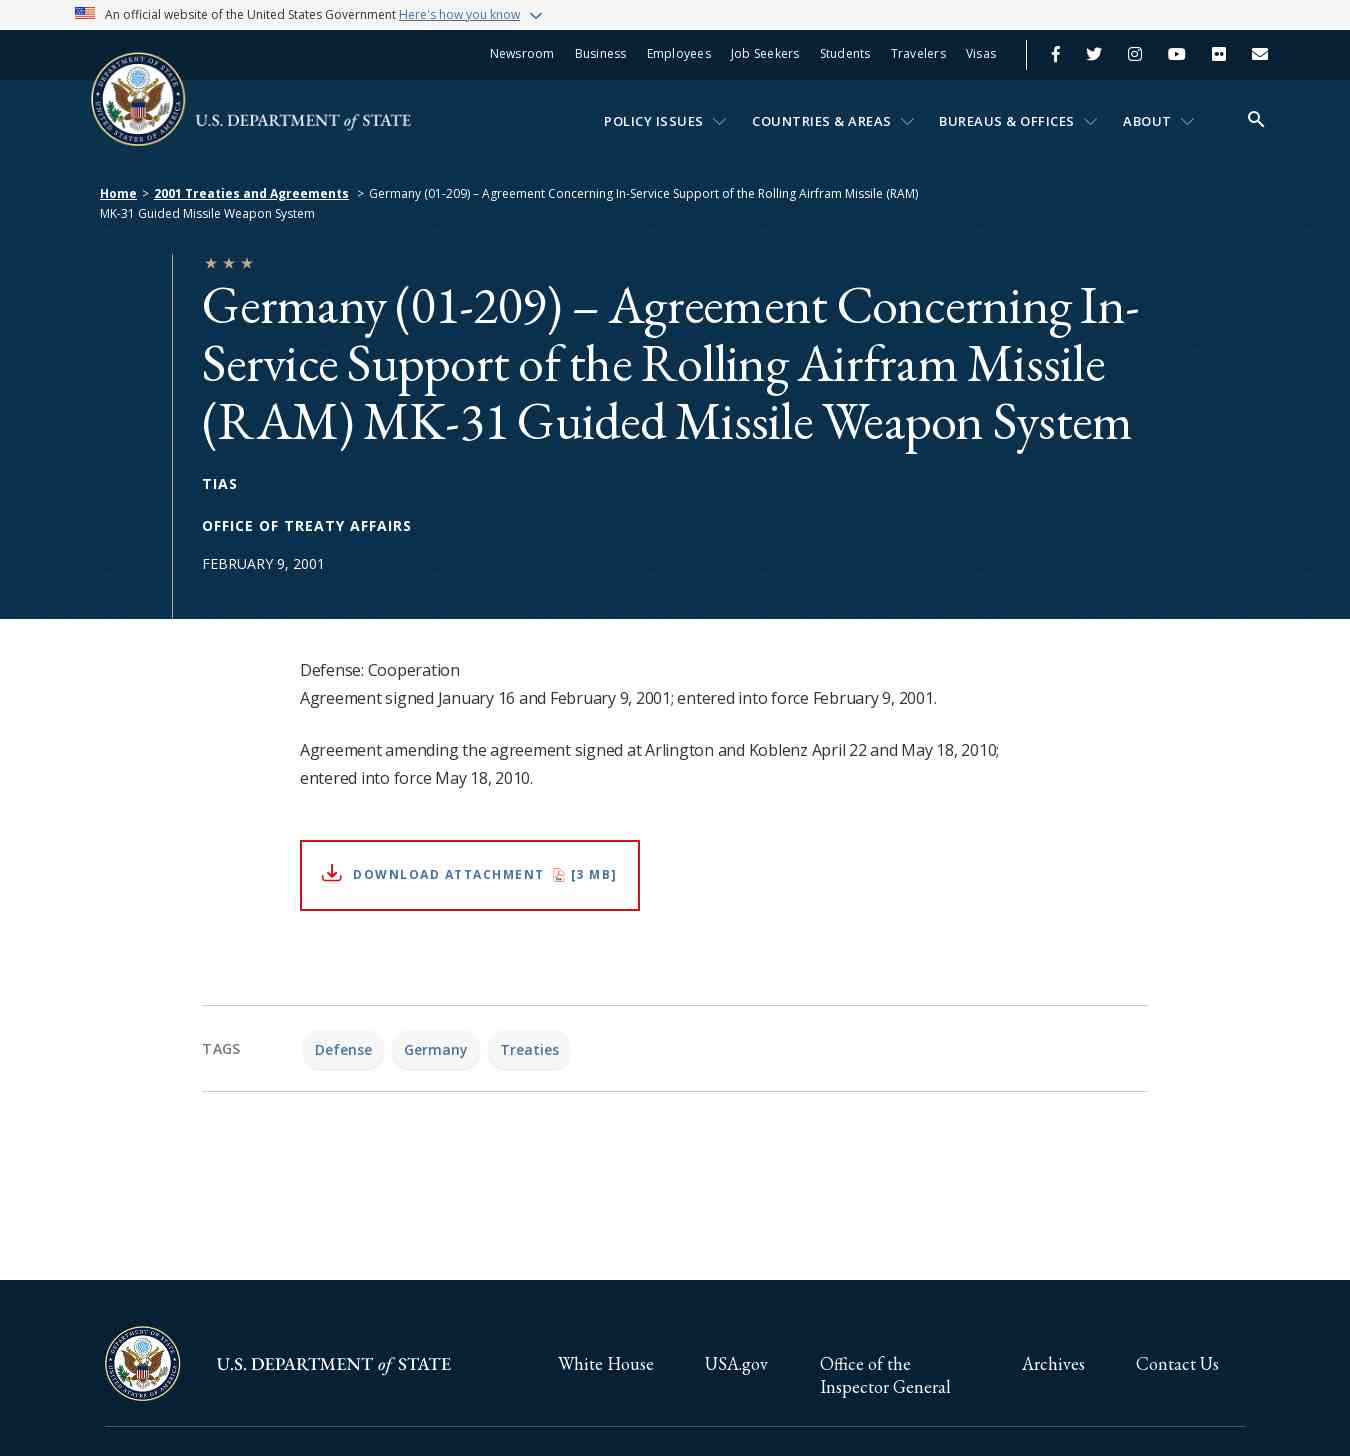 An official website of the United States Government Here's how you know
Newsroom Business Employees Job Seekers Students Travelers Visas
U.S. DEPARTMENT of STATE
POLICY ISSUES COUNTRIES & AREAS BUREAUS & OFFICES ABOUT
Home > 2001 Treaties and Agreements > Germany (01-209) – Agreement Concerning In-Service Support of the Rolling Airfram Missile (RAM)
MK-31 Guided Missile Weapon System
Germany (01-209) – Agreement Concerning In-
Service Support of the Rolling Airfram Missile
(RAM) MK-31 Guided Missile Weapon System
TIAS
OFFICE OF TREATY AFFAIRS
FEBRUARY 9, 2001
Defense: Cooperation
Agreement signed January 16 and February 9, 2001; entered into force February 9, 2001.
Agreement amending the agreement signed at Arlington and Koblenz April 22 and May 18, 2010;
entered into force May 18, 2010.
DOWNLOAD ATTACHMENT [3 MB]
TAGS Defense Germany Treaties
U.S. DEPARTMENT of STATE
White House USA.gov Office of the Archives Contact Us
Inspector General